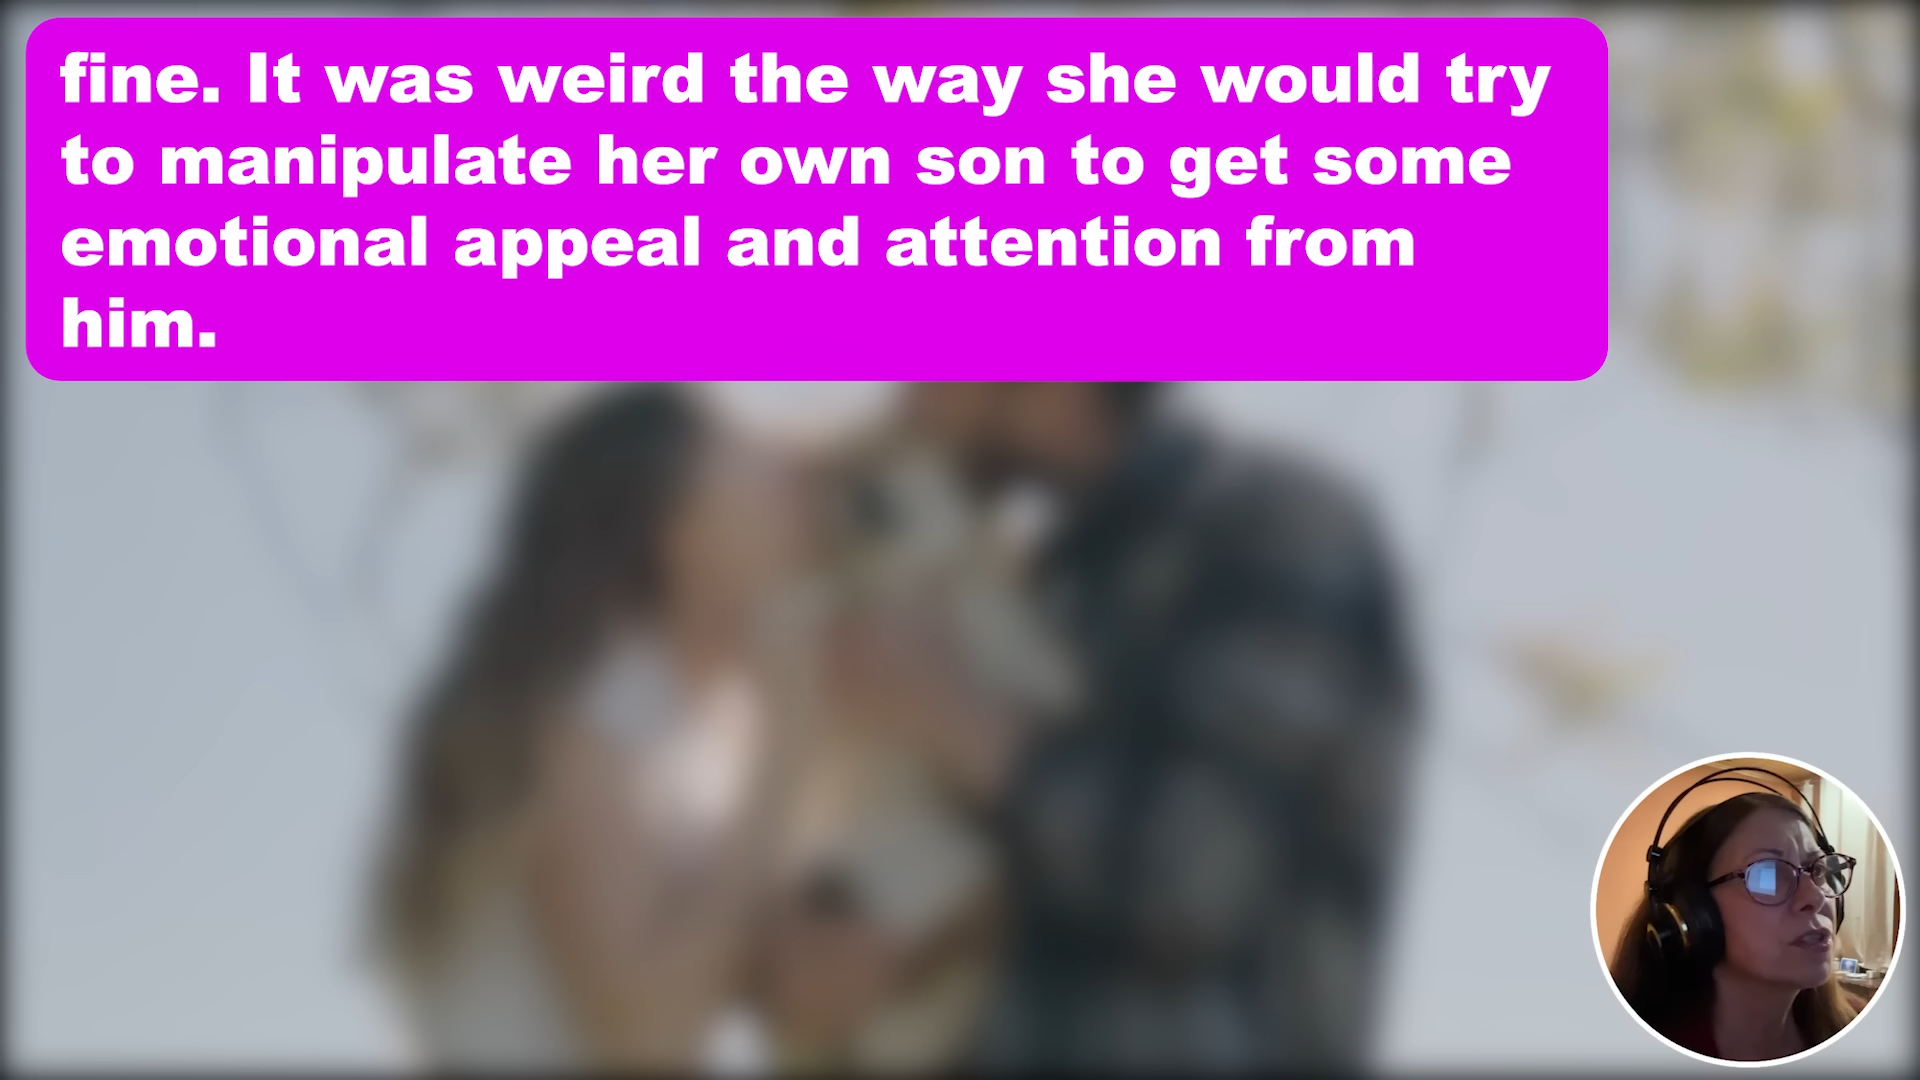 fine. It was weird the way she would try
to manipulate her own son to get some
emotional appeal and attention from
him.